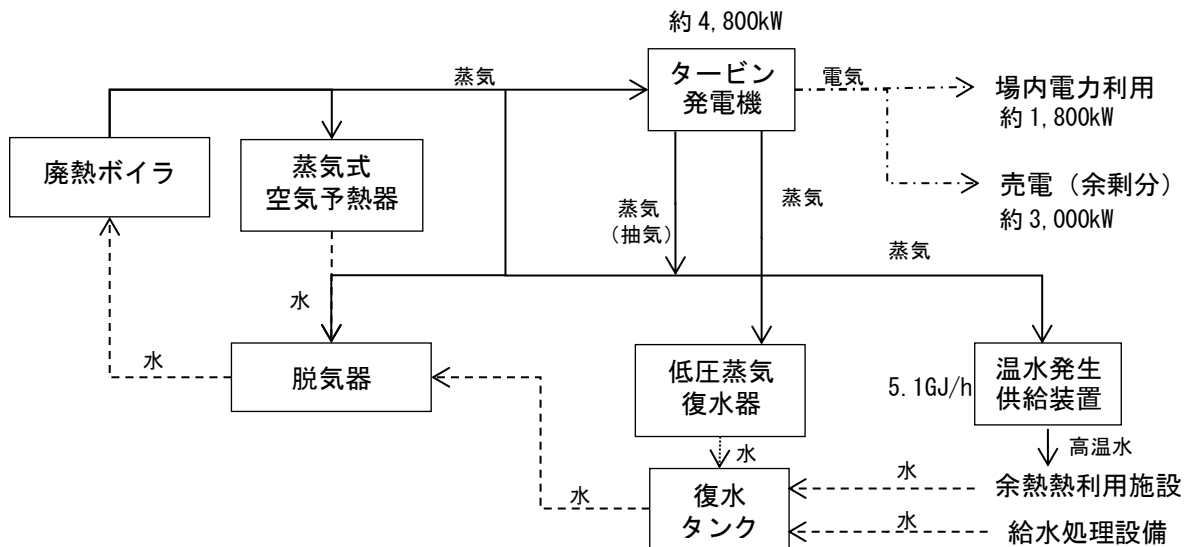 約4,800kW
蒸気
タービン
発電機
電気
場内電力利用
約1,800kW
廃熱ボイラ
蒸気式
空気予熱器
蒸気
(抽気)
蒸気
売電（余剰分）
約3,000kW
蒸気
水
水
脱気器
低圧蒸気
復水器
5.1GJ/h
温水発生
供給装置
水
高温水
水
復水
タンク
水
余熱熱利用施設
水
給水処理設備